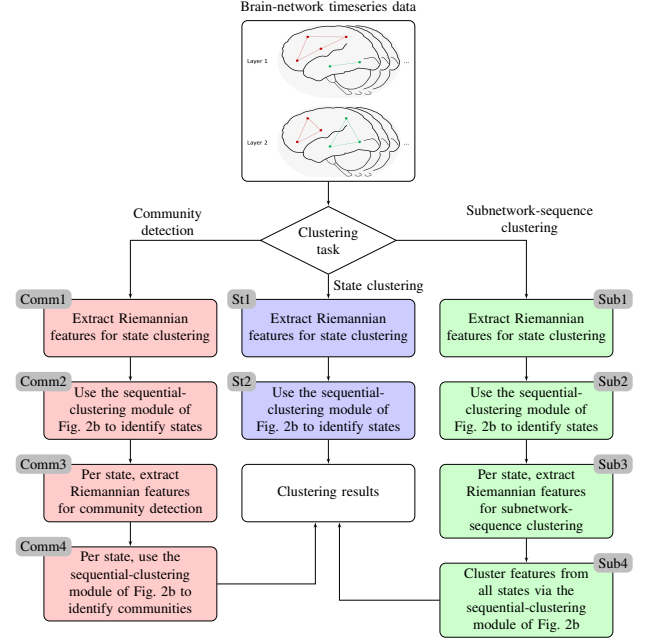 Brain-network timeseries data
Layer 1
...
Layer 2
...
Clustering
task
Community
detection
State clustering
Subnetwork-sequence
clustering
Comm1
Extract Riemannian
features for state clustering
Comm2
Use the sequential-
clustering module of
Fig. 2b to identify states
Comm3
Per state, extract
Riemannian features
for community detection
Comm4
Per state, use the
sequential-clustering
module of Fig. 2b to
identify communities
St1
Extract Riemannian
features for state clustering
St2
Use the sequential-
clustering module of
Fig. 2b to identify states
Clustering results
Sub1
Extract Riemannian
features for state clustering
Sub2
Use the sequential-
clustering module of
Fig. 2b to identify states
Sub3
Per state, extract
Riemannian features
for subnetwork-
sequence clustering
Sub4
Cluster features from
all states via the
sequential-clustering
module of Fig. 2b